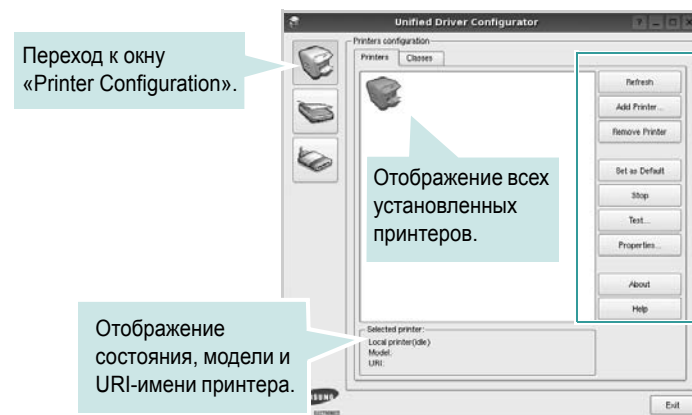 Unified Driver Configurator
Переход к окну
«Printer Configuration».
Printers configuration
Printers Classes
Refresh
Add Printer...
Remove Printer
Set as Default
Stop
Test...
Properties...
About
Help
Отображение всех
установленных
принтеров.
Selected printer:
Local printer(idle)
Model:
URI:
Отображение
состояния, модели и
URI-имени принтера.
Exit